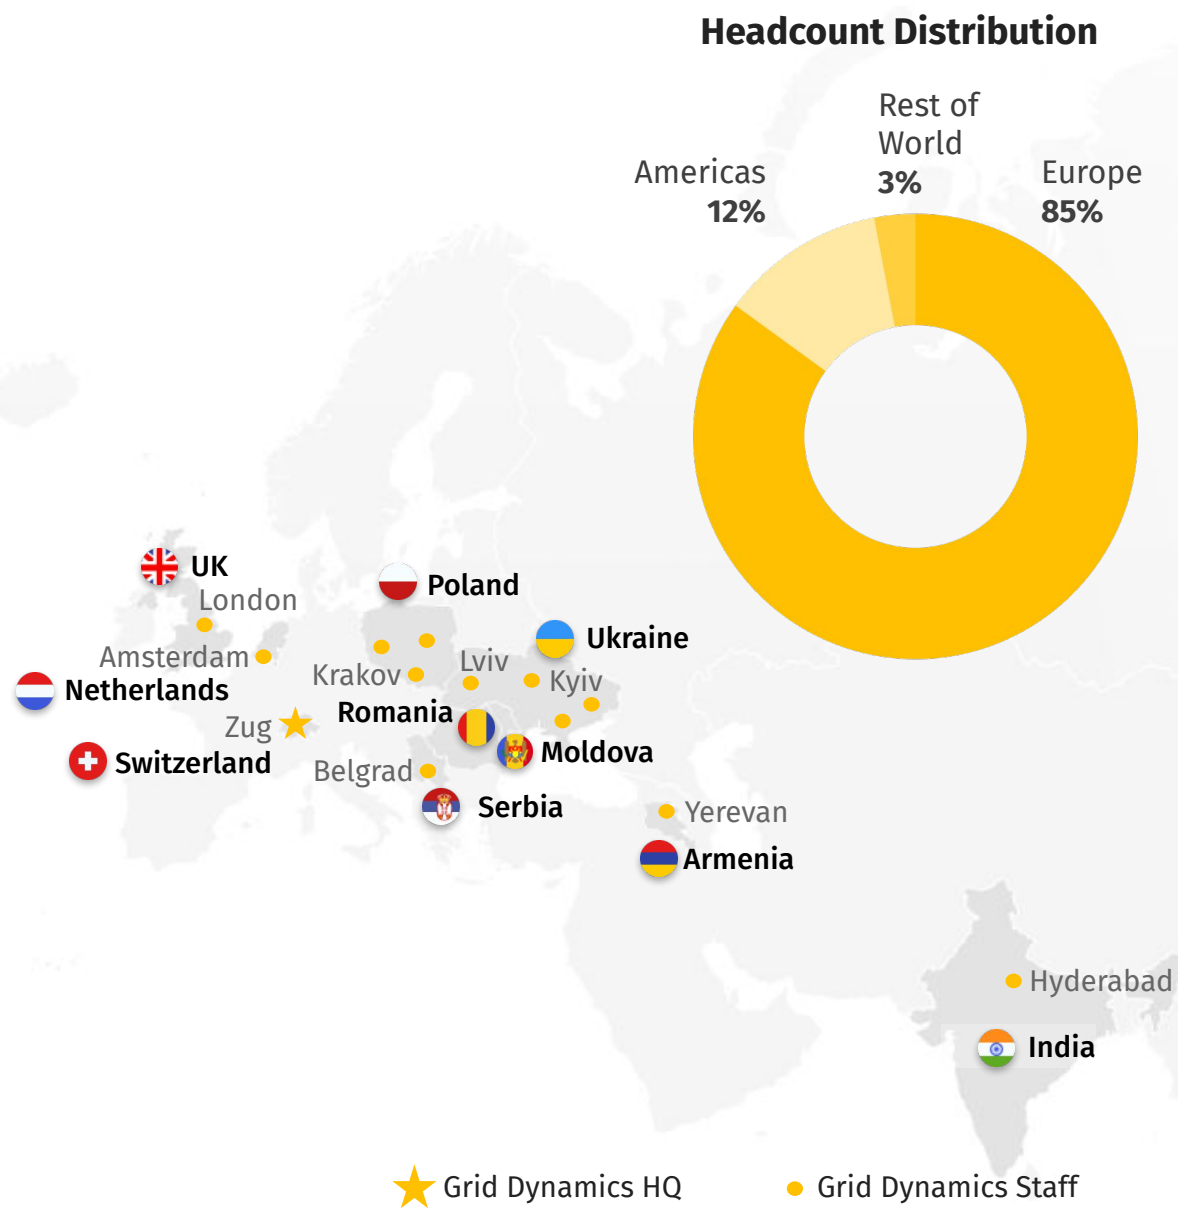 Headcount Distribution
Rest of
World
3%
Americas
12%
Europe
85%
UK
London
Amsterdam
Netherlands
Zug
Switzerland
Poland
Krakov
Lviv
Ukraine
Kyiv
Romania
Moldova
Belgrad
Serbia
Yerevan
Armenia
Hyderabad
India
Grid Dynamics HQ
Grid Dynamics Staff